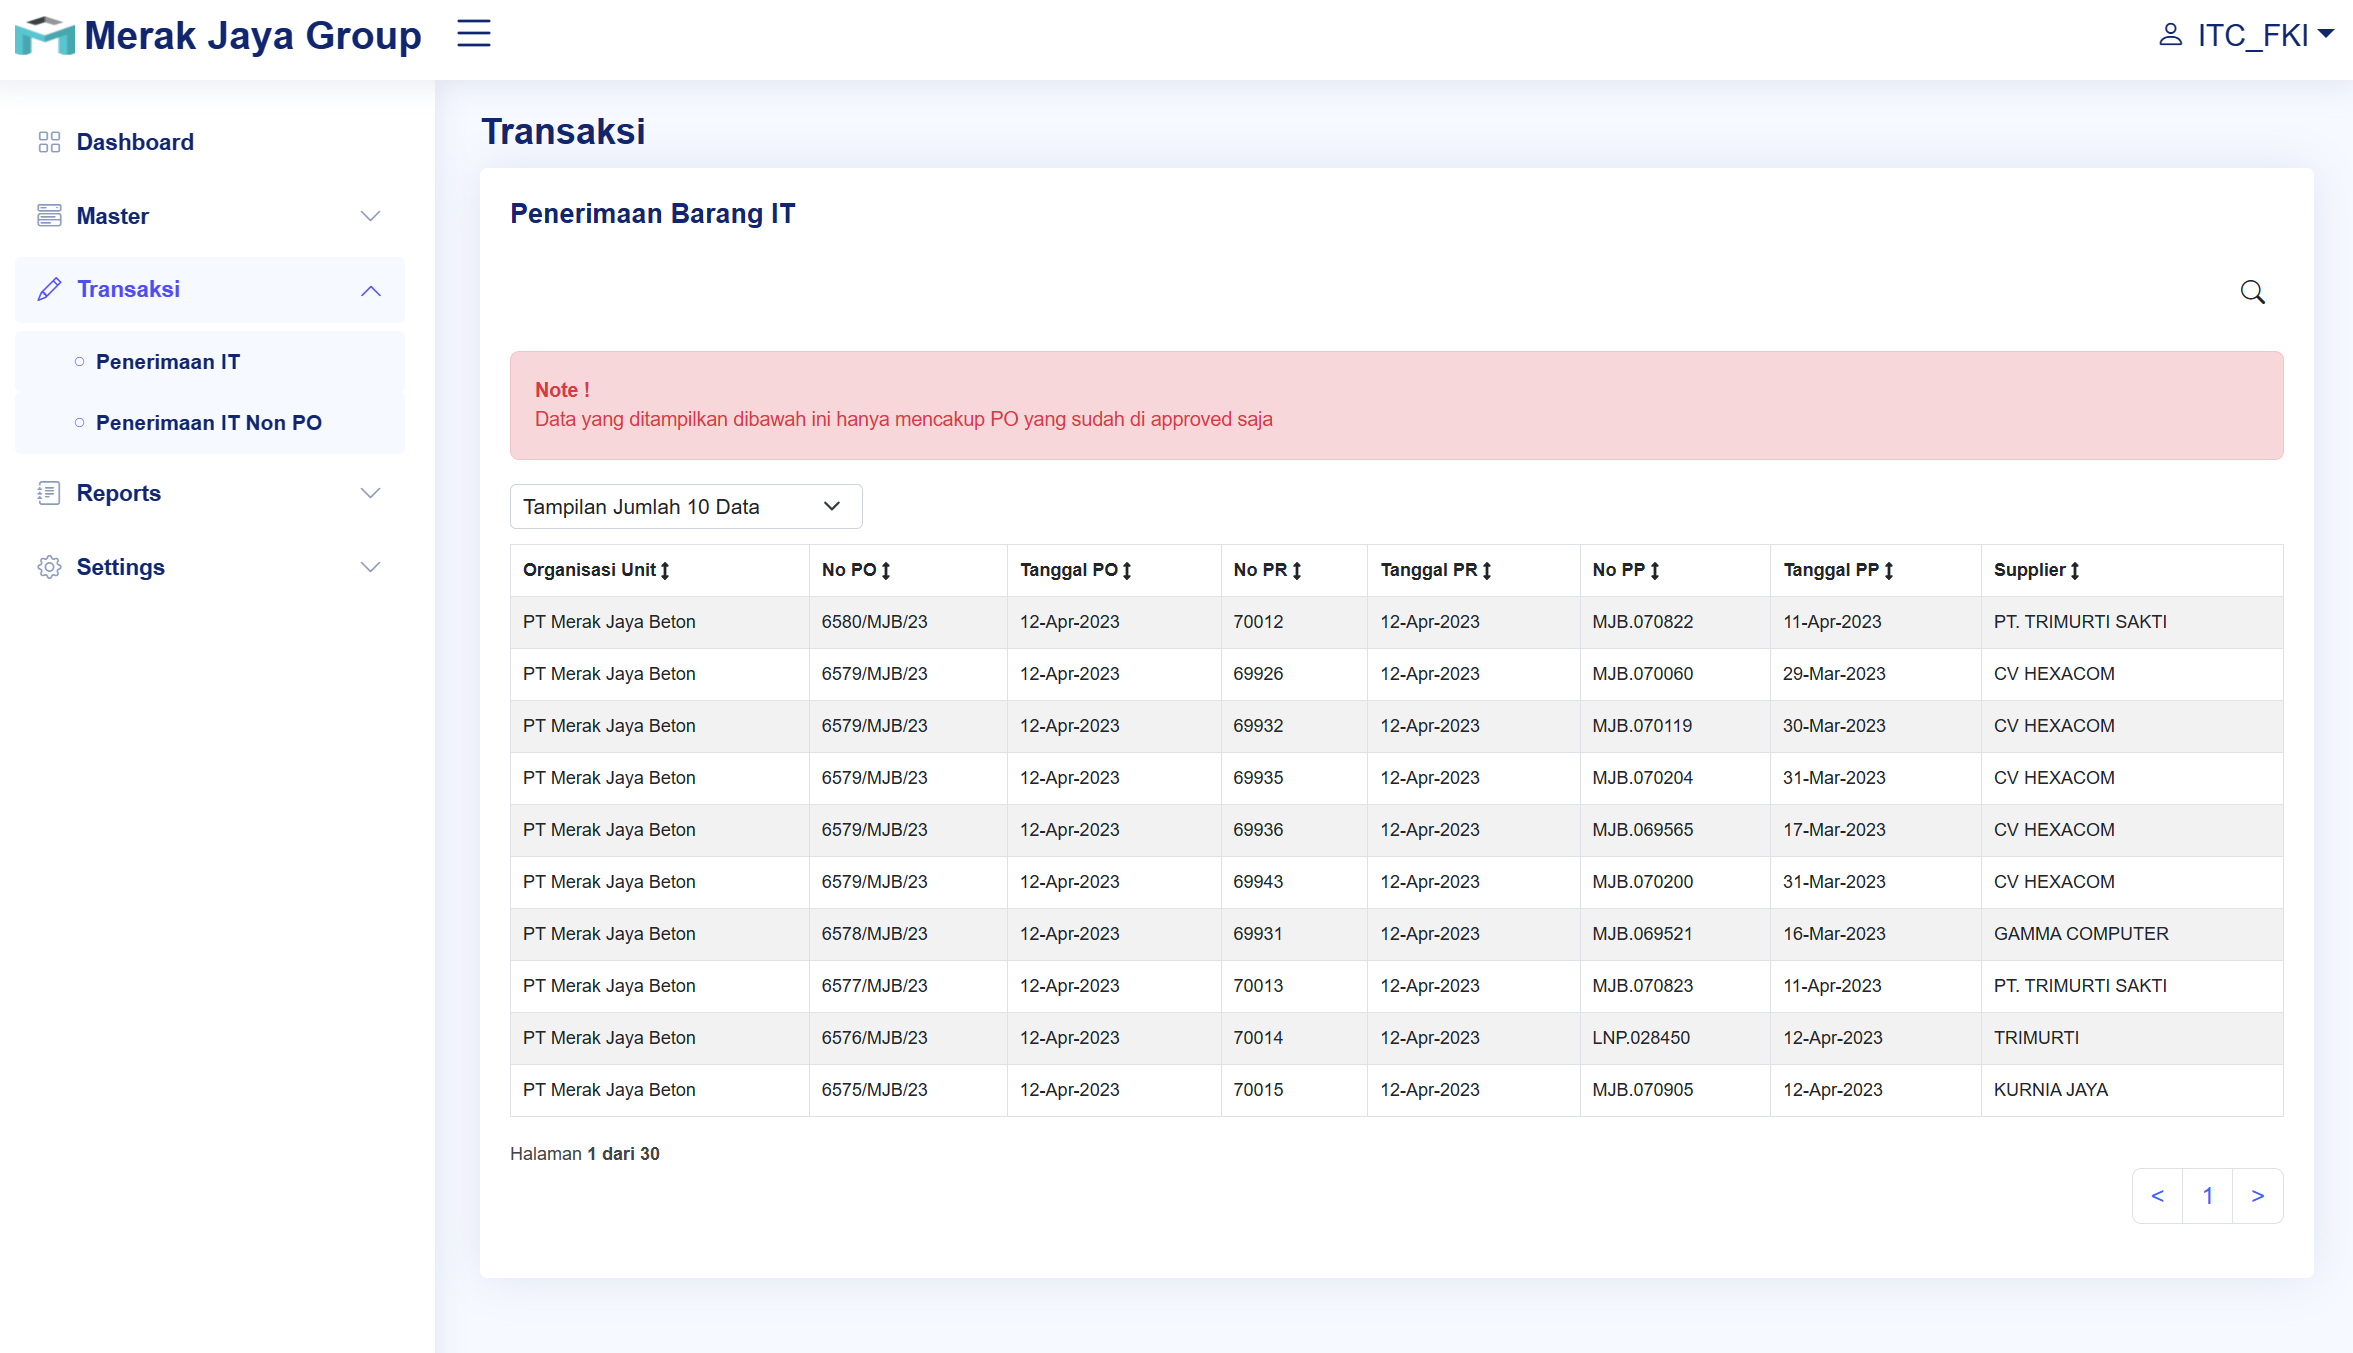 Merak Jaya Group
ITC_FKI
Dashboard
Master
Transaksi
Penerimaan IT
Penerimaan IT Non PO
Reports
Settings
Transaksi
Penerimaan Barang IT
Note !
Data yang ditampilkan dibawah ini hanya mencakup PO yang sudah di approved saja
Tampilan Jumlah 10 Data
Organisasi Unit No PO Tanggal PO No PR Tanggal PR No PP Tanggal PP Supplier
PT Merak Jaya Beton 6580/MJB/23 12-Apr-2023 70012 12-Apr-2023 MJB.070822 11-Apr-2023 PT. TRIMURTI SAKTI
PT Merak Jaya Beton 6579/MJB/23 12-Apr-2023 69926 12-Apr-2023 MJB.070060 29-Mar-2023 CV HEXACOM
PT Merak Jaya Beton 6579/MJB/23 12-Apr-2023 69932 12-Apr-2023 MJB.070119 30-Mar-2023 CV HEXACOM
PT Merak Jaya Beton 6579/MJB/23 12-Apr-2023 69935 12-Apr-2023 MJB.070204 31-Mar-2023 CV HEXACOM
PT Merak Jaya Beton 6579/MJB/23 12-Apr-2023 69936 12-Apr-2023 MJB.069565 17-Mar-2023 CV HEXACOM
PT Merak Jaya Beton 6579/MJB/23 12-Apr-2023 69943 12-Apr-2023 MJB.070200 31-Mar-2023 CV HEXACOM
PT Merak Jaya Beton 6578/MJB/23 12-Apr-2023 69931 12-Apr-2023 MJB.069521 16-Mar-2023 GAMMA COMPUTER
PT Merak Jaya Beton 6577/MJB/23 12-Apr-2023 70013 12-Apr-2023 MJB.070823 11-Apr-2023 PT. TRIMURTI SAKTI
PT Merak Jaya Beton 6576/MJB/23 12-Apr-2023 70014 12-Apr-2023 LNP.028450 12-Apr-2023 TRIMURTI
PT Merak Jaya Beton 6575/MJB/23 12-Apr-2023 70015 12-Apr-2023 MJB.070905 12-Apr-2023 KURNIA JAYA
Halaman 1 dari 30
< 1 >